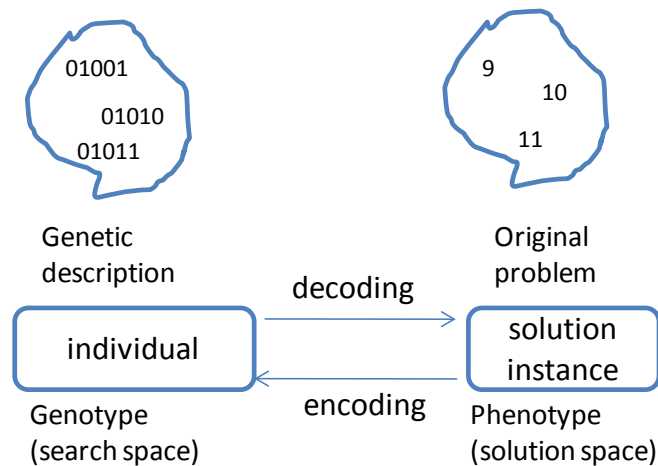 01001
01010
01011
9
10
11
Genetic
description
Original
problem
decoding
individual
solution
instance
encoding
Genotype
(search space)
Phenotype
(solution space)